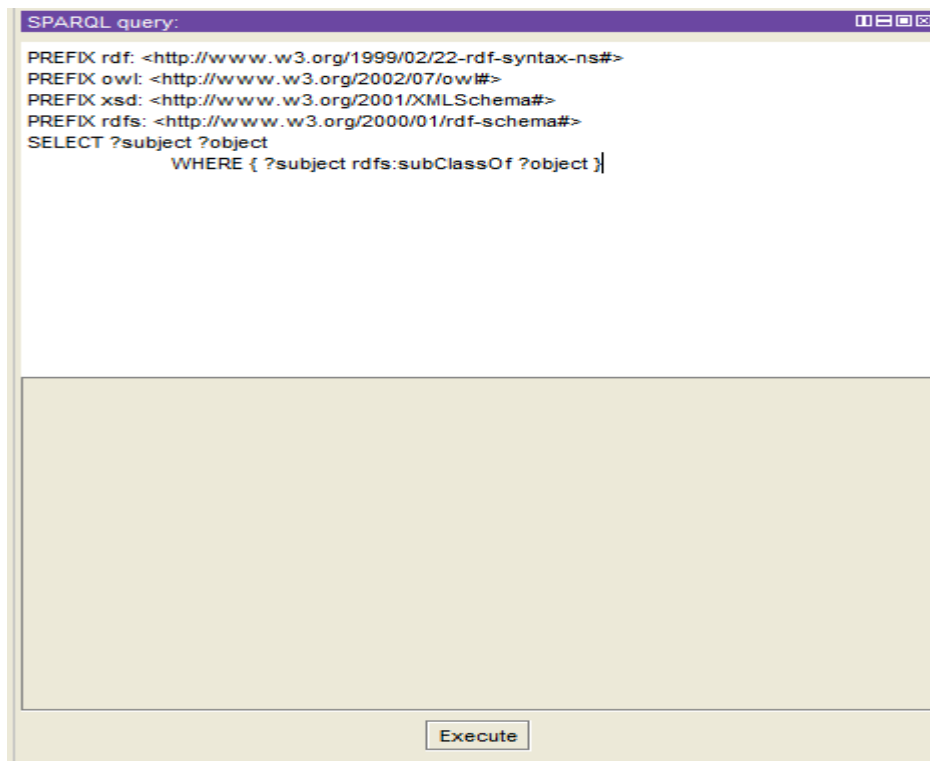 SPARQL query:
PREFIX rdf: <http://www.w3.org/1999/02/22-rdf-syntax-ns#>
PREFIX owl: <http://www.w3.org/2002/07/owl#>
PREFIX xsd: <http://www.w3.org/2001/XMLSchema#>
PREFIX rdfs: <http://www.w3.org/2000/01/rdf-schema#>
SELECT ?subject ?object
WHERE { ?subject rdfs:subClassOf ?object }
Execute